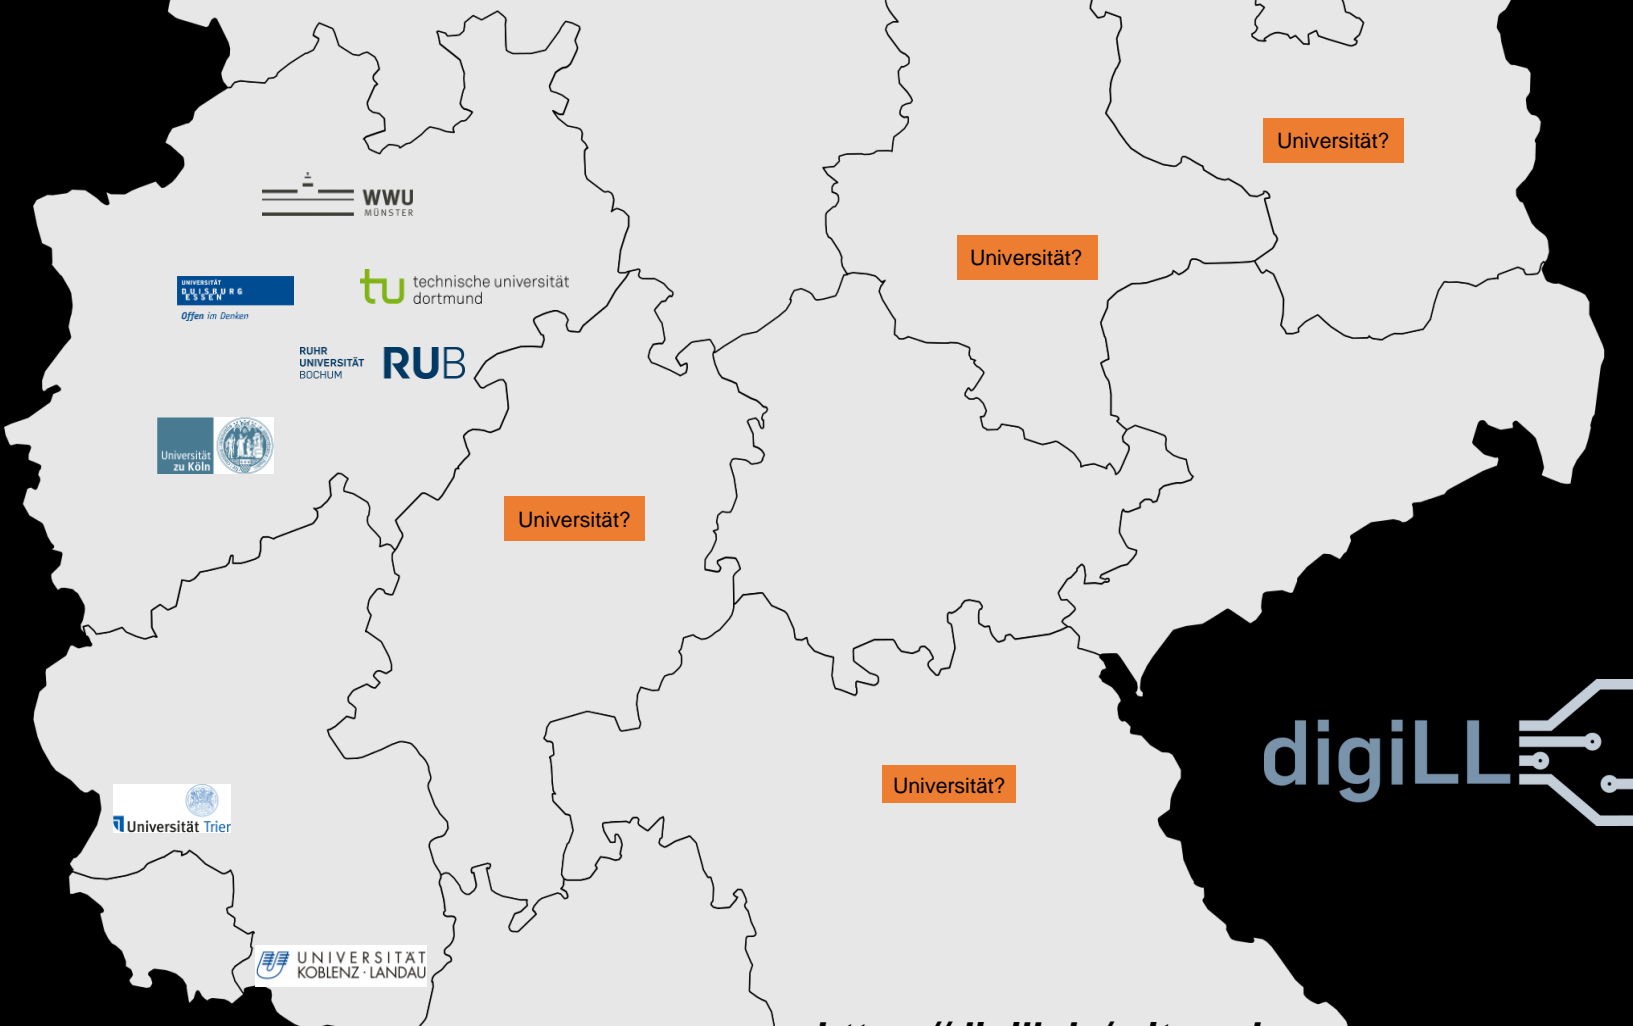 Universität?
WWU
MÜNSTER
Universität?
UNIVERSITÄT
DUISBURG
ESSEN
Offen im Denken
technische universität
dortmund
RUHR
UNIVERSITÄT
BOCHUM
RUB
Universität
zu Köln
Universität?
digiLL
Universität?
Universität Trier
UNIVERSITÄT
KOBLENZ · LANDAU